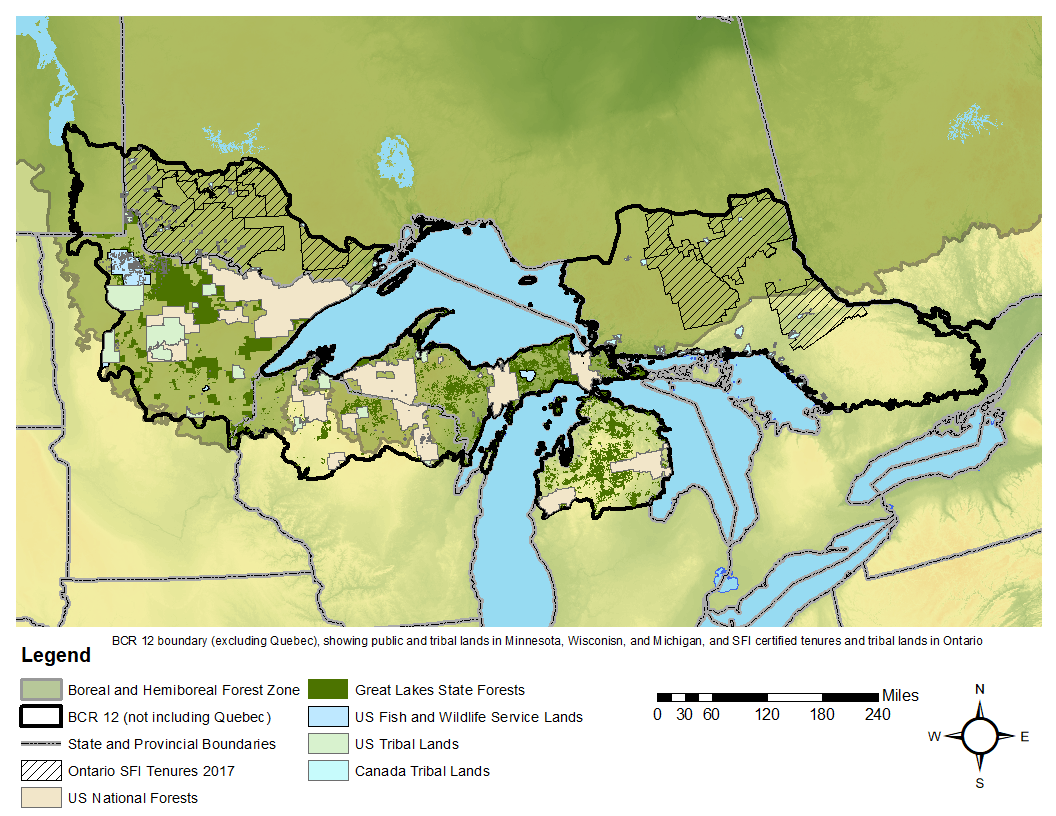 BCR 12 boundary (excluding Quebec), showing public and tribal lands in Minnesota, Wisconisn, and Michigan, and SFI certified tenures and tribal lands in Ontario
Legend
Boreal and Hemiboreal Forest Zone
BCR 12 (not including Quebec)
State and Provincial Boundaries
Ontario SFI Tenures 2017
US National Forests
Great Lakes State Forests
US Fish and Wildlife Service Lands
US Tribal Lands
Canada Tribal Lands
Miles
0 30 60 120 180 240
N
W E
S